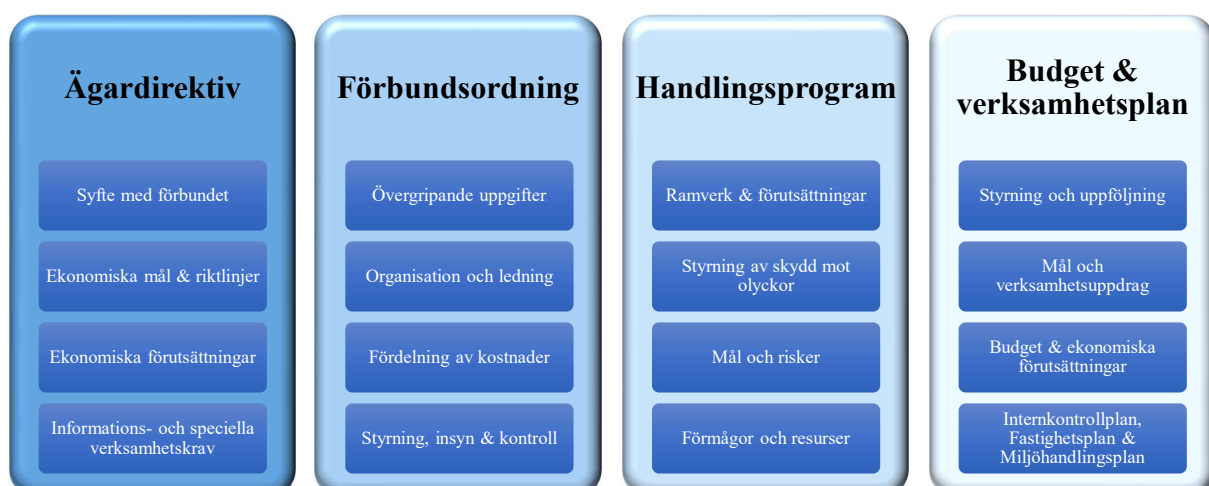 Ägardirektiv
Syfte med förbundet
Ekonomiska mål & riktlinjer
Ekonomiska förutsättningar
Informations- och speciella
verksamhetskrav
Förbundsordning
Övergripande uppgifter
Organisation och ledning
Fördelning av kostnader
Styrning, insyn & kontroll
Handlingsprogram
Ramverk & förutsättningar
Styrning av skydd mot
olyckor
Mål och risker
Förmågor och resurser
Budget &
verksamhetsplan
Styrning och uppföljning
Mål och
verksamhetsuppdrag
Budget & ekonomiska
förutsättningar
Internkontrollplan,
Fastighetsplan &
Miljöhandlingsplan